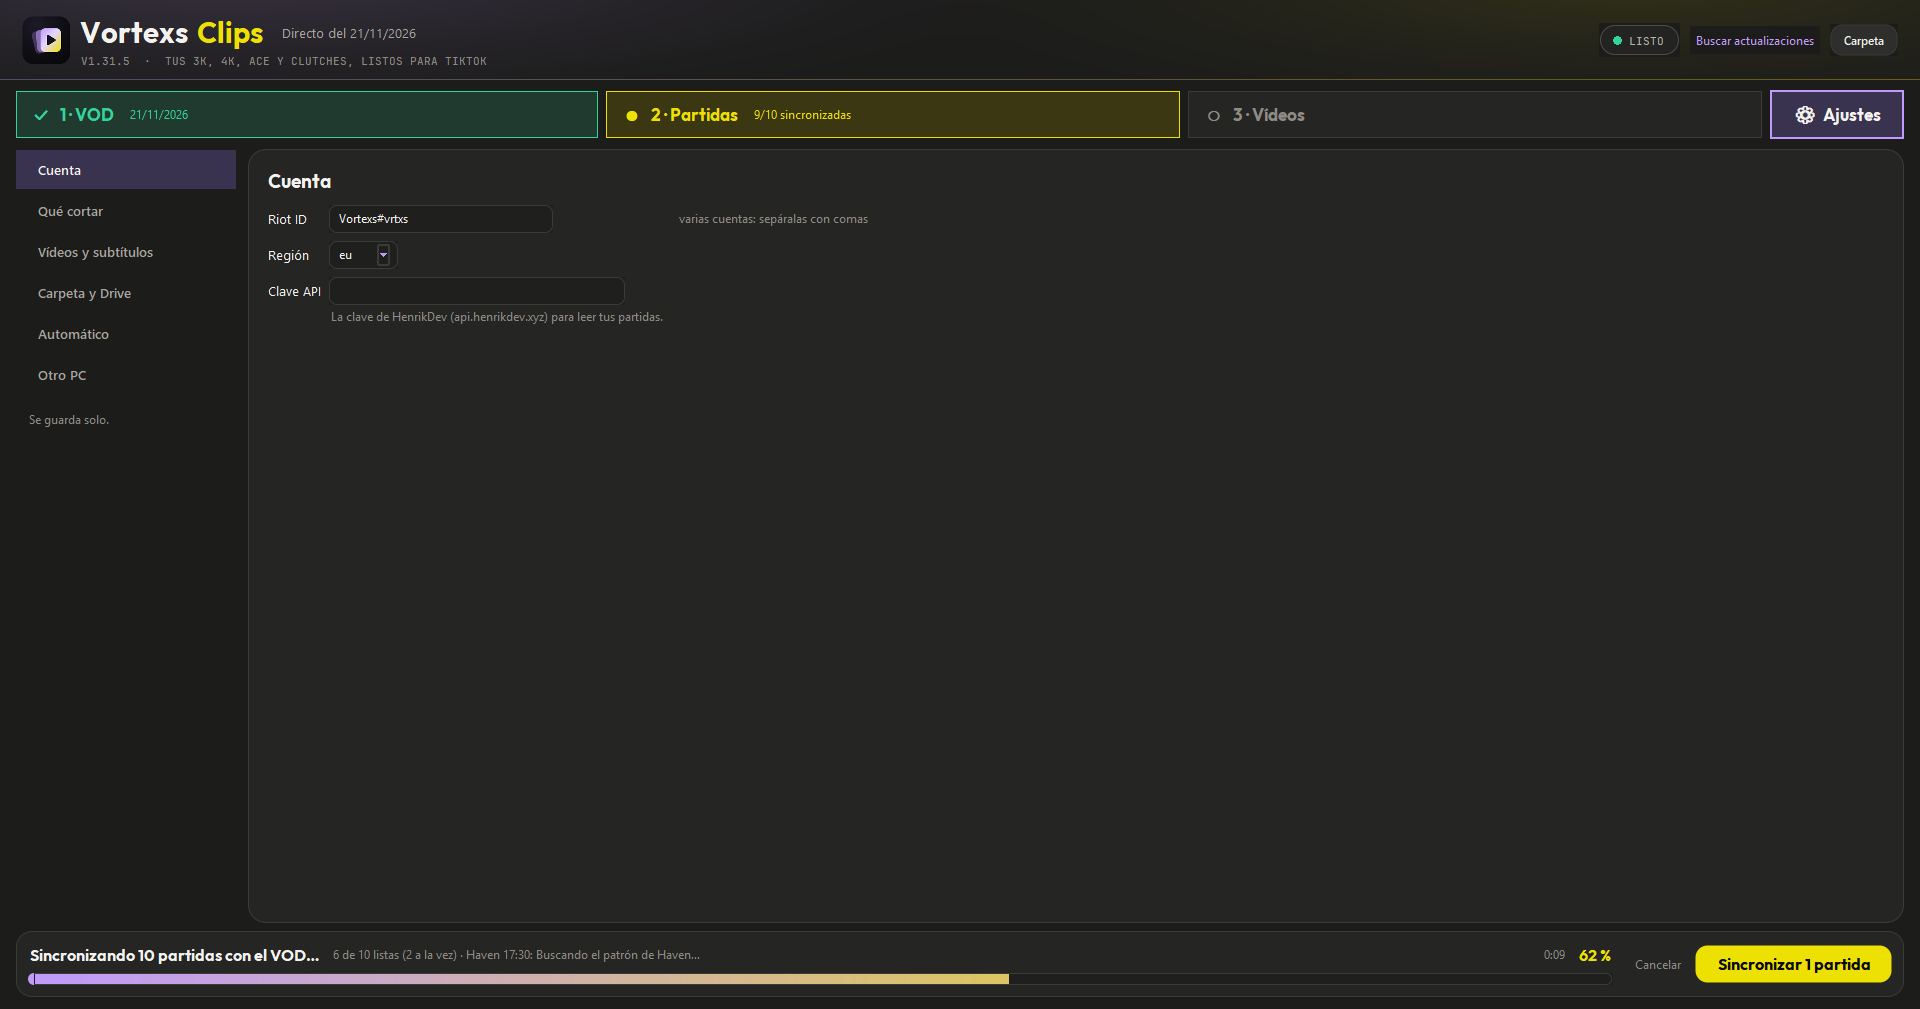 Vortexs Clips
Directo del 21/11/2026
V1.31.5 · TUS 3K, 4K, ACE Y CLUTCHES, LISTOS PARA TIKTOK
LISTO
Buscar actualizaciones
Carpeta
1·VOD 21/11/2026
2·Partidas 9/10 sincronizadas
3·Vídeos
Ajustes
Cuenta
Qué cortar
Vídeos y subtítulos
Carpeta y Drive
Automático
Otro PC
Se guarda solo.
Cuenta
Riot ID Vortexs#vrtxs varias cuentas: sepáralas con comas
Región eu
Clave API
La clave de HenrikDev (api.henrikdev.xyz) para leer tus partidas.
Sincronizando 10 partidas con el VOD... 6 de 10 listas (2 a la vez) · Haven 17:30: Buscando el patrón de Haven... 0:09 62 %
Cancelar
Sincronizar 1 partida